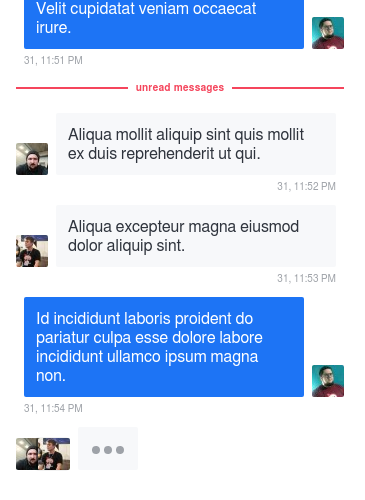 Velit cupidatat veniam occaecat
irure.
31, 11:51 PM
unread messages
Aliqua mollit aliquip sint quis mollit
ex duis reprehenderit ut qui.
31, 11:52 PM
Aliqua excepteur magna eiusmod
dolor aliquip sint.
31, 11:53 PM
Id incididunt laboris proident do
pariatur culpa esse dolore labore
incididunt ullamco ipsum magna
non.
31, 11:54 PM